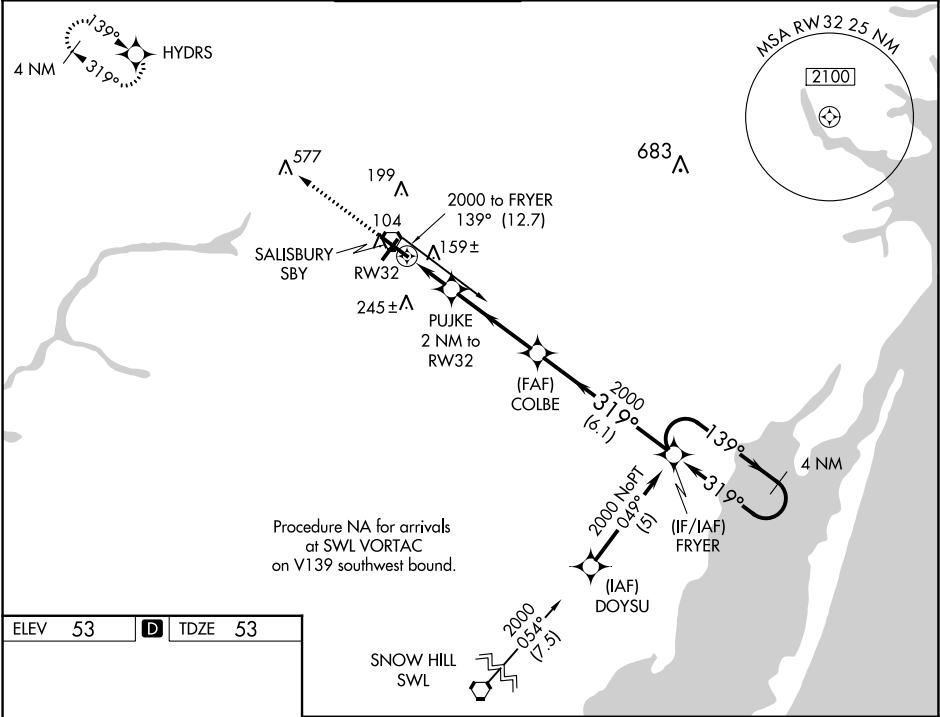 139°
HYDRS
4 NM
319°
MSA RW 32 25 NM
2100
577
199
683
2000 to FRYER
139° (12.7)
104
159±
SALISBURY
SBY
RW32
245±
PUJKE
2 NM to
RW32
(FAF)
COLBE
2000
319°
(6.1)
139°
4 NM
319°
2000 NoPT
049°
(5)
(IF/IAF)
FRYER
Procedure NA for arrivals
at SWL VORTAC
on V139 southwest bound.
(IAF)
DOYSU
2000
054°
(7.5)
ELEV 53 D TDZE 53
SNOW HILL
SWL